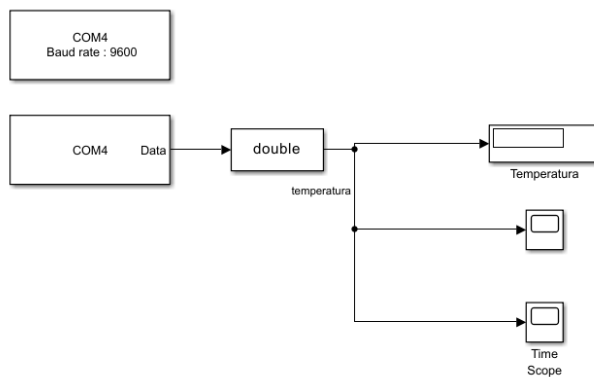 COM4
Baud rate : 9600
COM4
Data
double
temperatura
Temperatura
Time
Scope